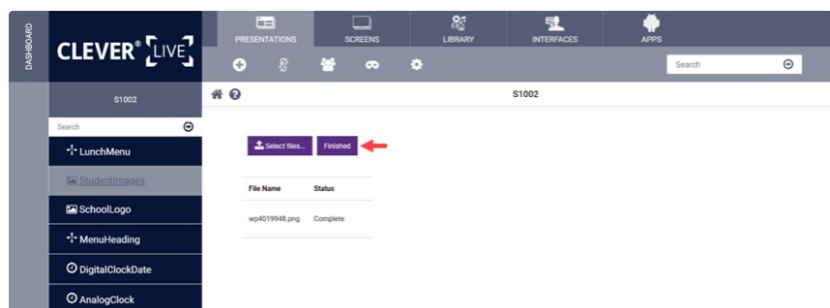 DASHBOARD
CLEVER® [LIVE]
PRESENTATIONS
SCREENS
LIBRARY
INTERFACES
APPS
Search
S1002
S1002
Search
LunchMenu
StudentImages
SchoolLogo
MenuHeading
DigitalClockDate
AnalogClock
Select files...
Finished
File Name Status
wp4019948.png Complete